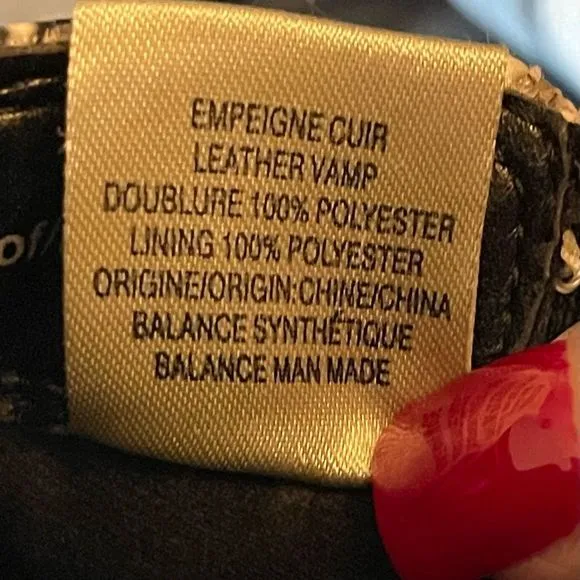 EMPEIGNE CUIR
LEATHER VAMP
DOUBLURE 100% POLYESTER
LINING 100% POLYESTER
ORIGINE/ORIGIN:CHINE/CHINA
BALANCE SYNTHÉTIQUE
BALANCE MAN MADE